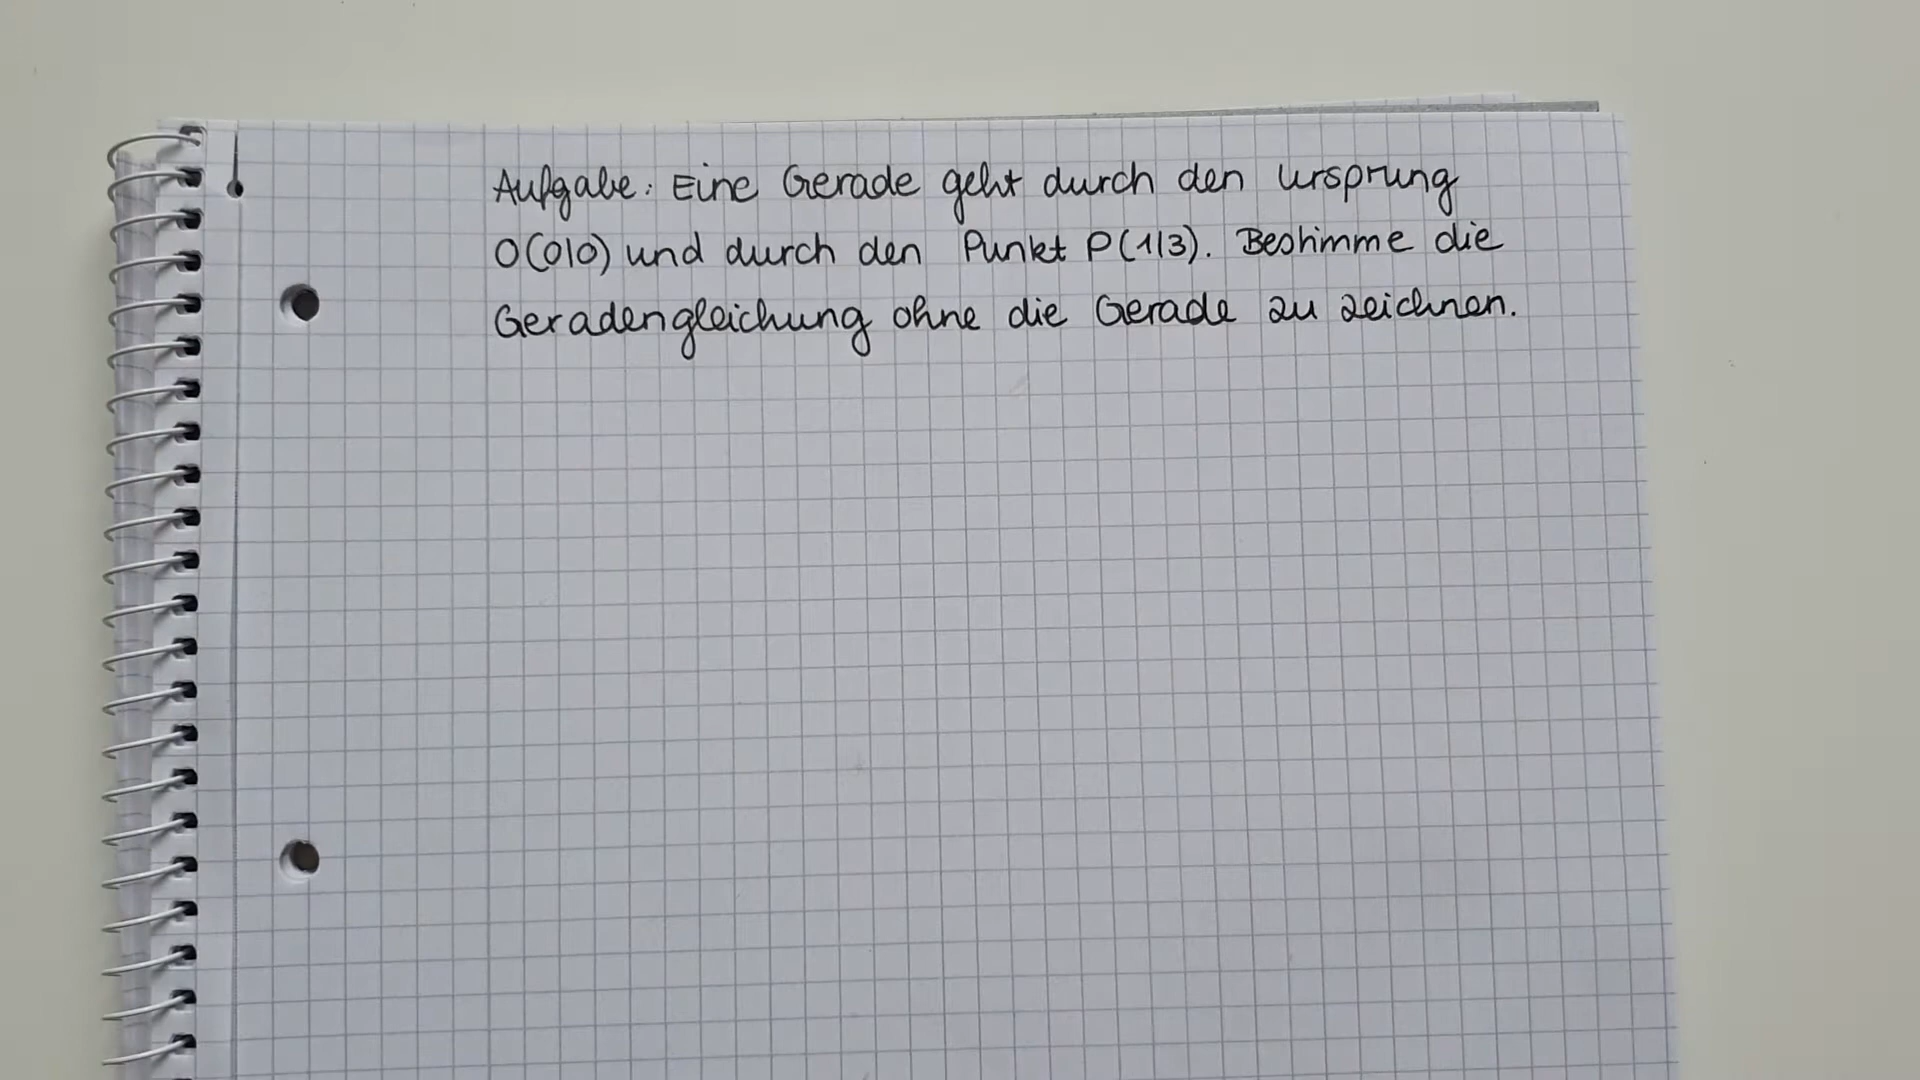 Aufgabe: Eine Gerade geht durch den Ursprung
O(0|0) und durch den Punkt P(1|3). Bestimme die
Geradengleichung ohne die Gerade zu zeichnen.